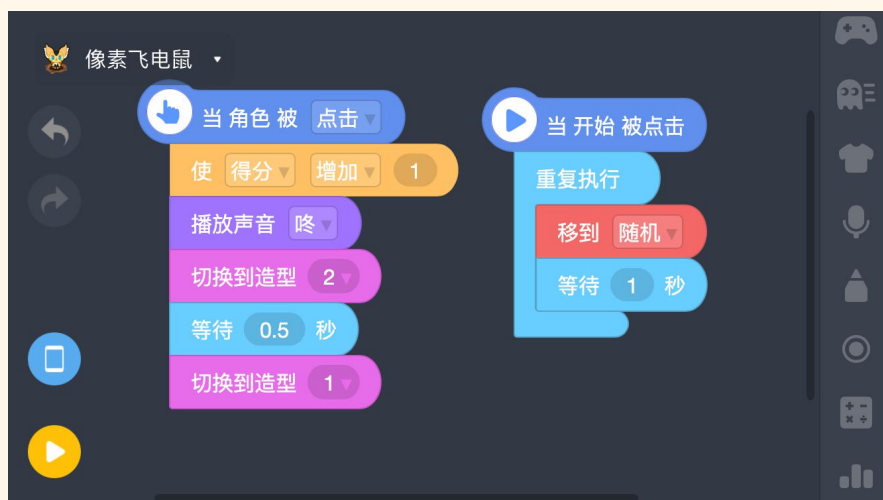 像素飞电鼠
当 角色 被 点击
使 得分 增加 1
播放声音 咚
切换到造型 2
等待 0.5 秒
切换到造型 1
当 开始 被点击
重复执行
移到 随机
等待 1 秒